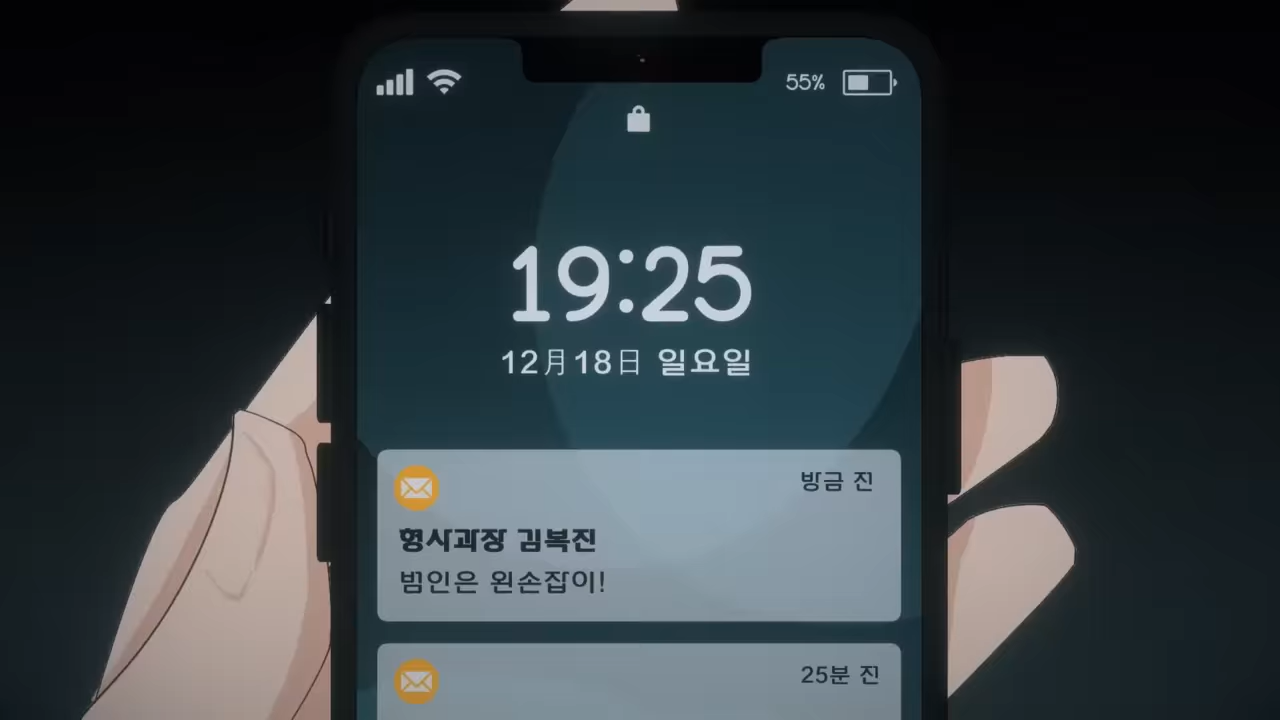 55%
19:25
12月18日 일요일
방금 진
형사과장 김복진
범인은 왼손잡이!
25분 진